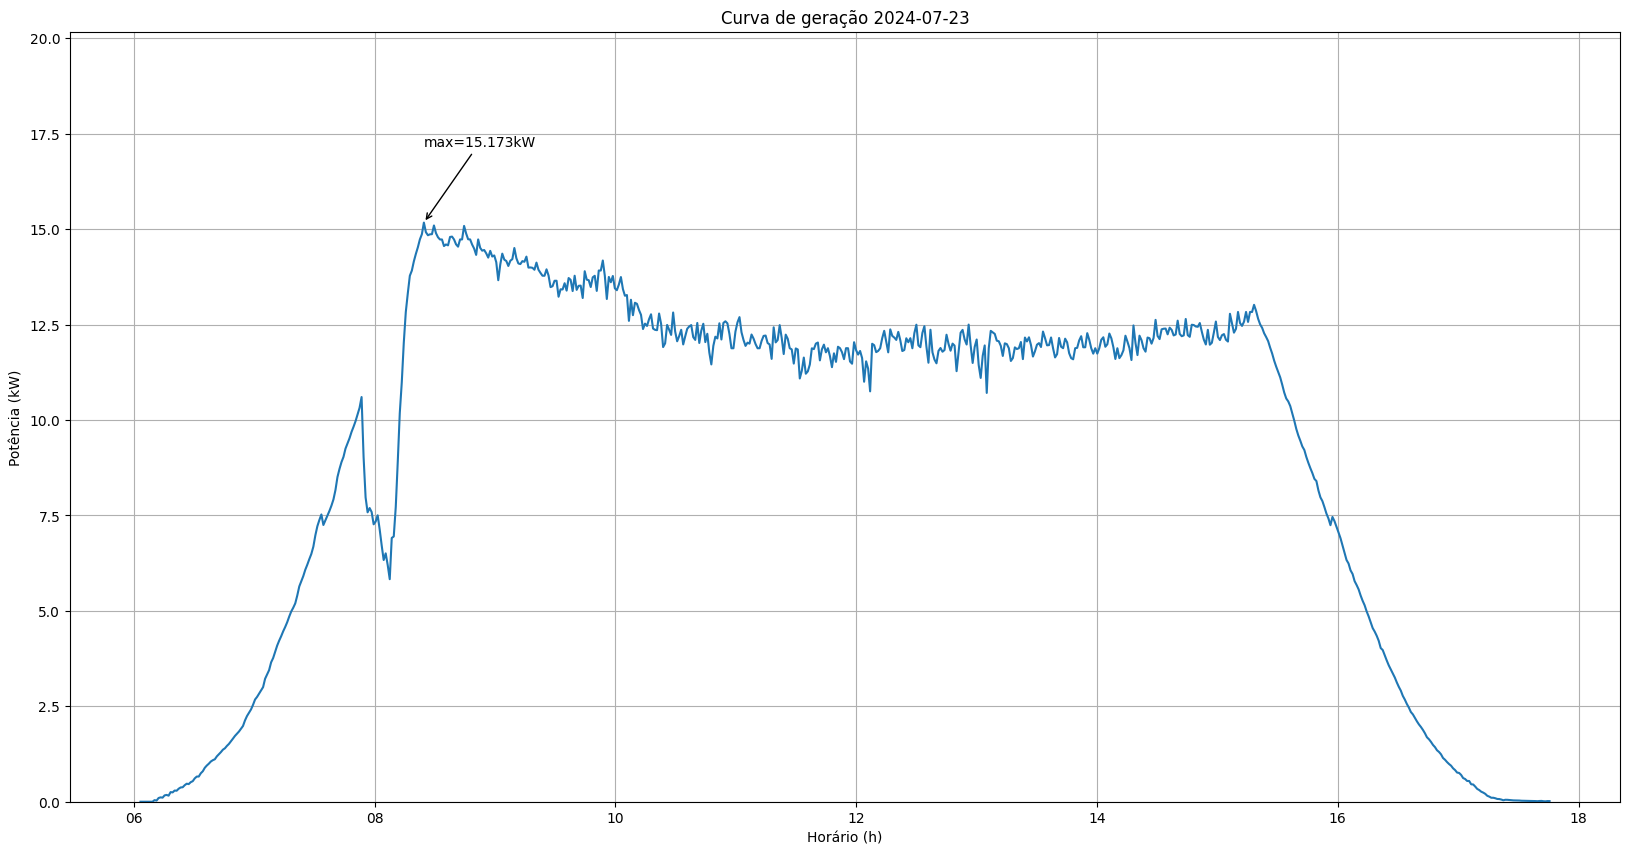 Curva de geração 2024-07-23
20.0
17.5
max=15.173kW
15.0
12.5
10.0
Potência (kW)
7.5
5.0
2.5
0.0
06 08 10 12 14 16 18
Horário (h)